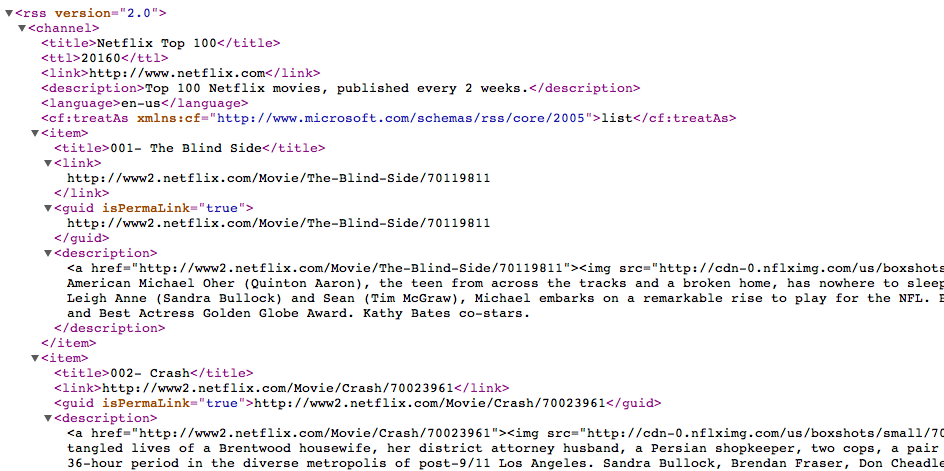 <rss version="2.0">
<channel>
<title>Netflix Top 100</title>
<ttl>20160</ttl>
<link>http://www.netflix.com</link>
<description>Top 100 Netflix movies, published every 2 weeks.</description>
<language>en-us</language>
<cf:treatAs xmlns:cf="http://www.microsoft.com/schemas/rss/core/2005">list</cf:treatAs>
<item>
<title>001- The Blind Side</title>
<link>
http://www2.netflix.com/Movie/The-Blind-Side/70119811
</link>
<guid isPermaLink="true">
http://www2.netflix.com/Movie/The-Blind-Side/70119811
</guid>
<description>
<a href="http://www2.netflix.com/Movie/The-Blind-Side/70119811"><img src="http://cdn-0.nflximg.com/us/boxshots
American Michael Oher (Quinton Aaron), the teen from across the tracks and a broken home, has nowhere to sleep
Leigh Anne (Sandra Bullock) and Sean (Tim McGraw), Michael embarks on a remarkable rise to play for the NFL.
and Best Actress Golden Globe Award. Kathy Bates co-stars.
</description>
</item>
<item>
<title>002- Crash</title>
<link>http://www2.netflix.com/Movie/Crash/70023961</link>
<guid isPermaLink="true">http://www2.netflix.com/Movie/Crash/70023961</guid>
<description>
<a href="http://www2.netflix.com/Movie/Crash/70023961"><img src="http://cdn-0.nflximg.com/us/boxshots/small/70
tangled lives of a Brentwood housewife, her district attorney husband, a Persian shopkeeper, two cops, a pair
36-hour period in the diverse metropolis of post-9/11 Los Angeles. Sandra Bullock, Brendan Fraser, Don Cheadl